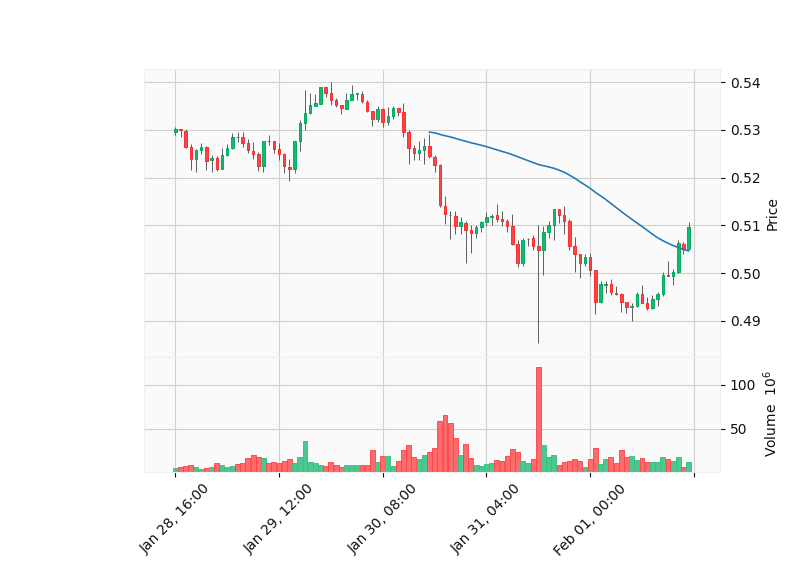 0.54
0.53
0.52
0.51
0.50
0.49
Price
100
50
Volume 10⁶
Jan 28, 16:00
Jan 29, 12:00
Jan 30, 08:00
Jan 31, 04:00
Feb 01, 00:00